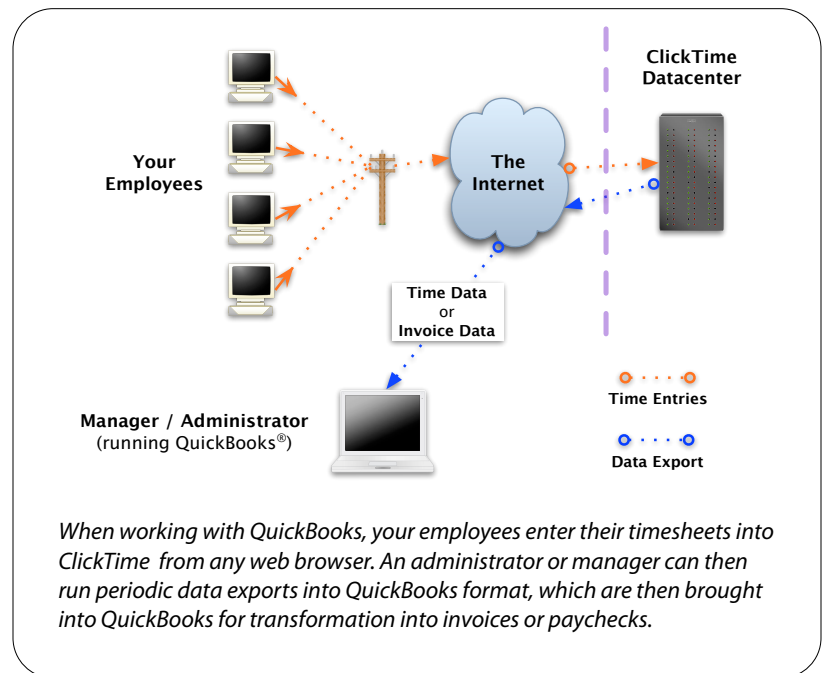 ClickTime
Datacenter
Your
Employees
The
Internet
Time Data
or
Invoice Data
Time Entries
Manager / Administrator
(running QuickBooks®)
Data Export
When working with QuickBooks, your employees enter their timesheets into
ClickTime from any web browser. An administrator or manager can then
run periodic data exports into QuickBooks format, which are then brought
into QuickBooks for transformation into invoices or paychecks.